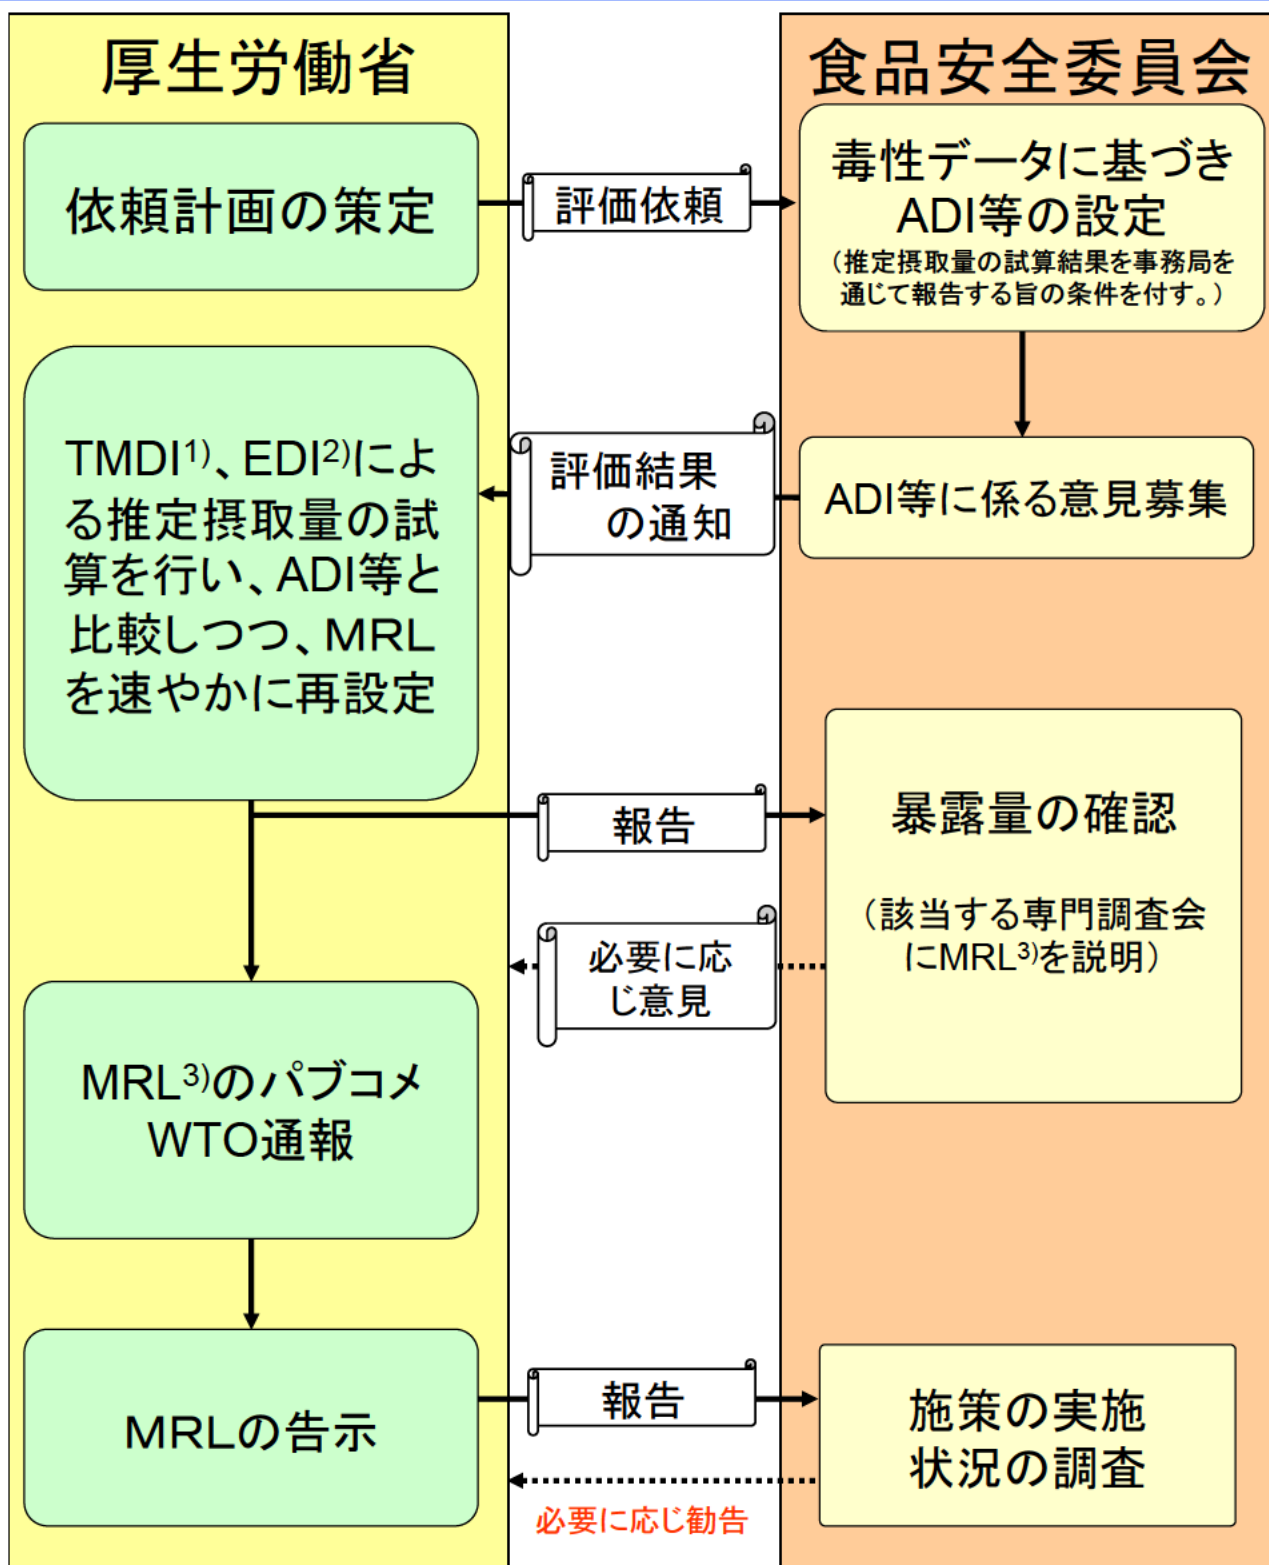 厚生労働省
食品安全委員会
依頼計画の策定
評価依頼
毒性データに基づき
ADI等の設定
（推定摂取量の試算結果を事務局を
通じて報告する旨の条件を付す。）
TMDI1)、EDI2)によ
る推定摂取量の試
算を行い、ADI等と
比較しつつ、MRL
を速やかに再設定
評価結果
の通知
ADI等に係る意見募集
報告
暴露量の確認
（該当する専門調査会
にMRL3)を説明）
必要に応
じ意見
MRL3)のパブコメ
WTO通報
MRLの告示
報告
施策の実施
状況の調査
必要に応じ勧告